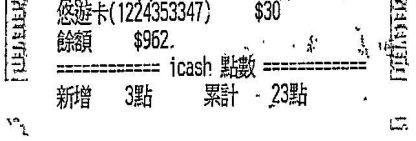 悠遊卡(1224353347) $30
餘額 $962.
============ icash 點數 ============
新增 3點 累計 23點